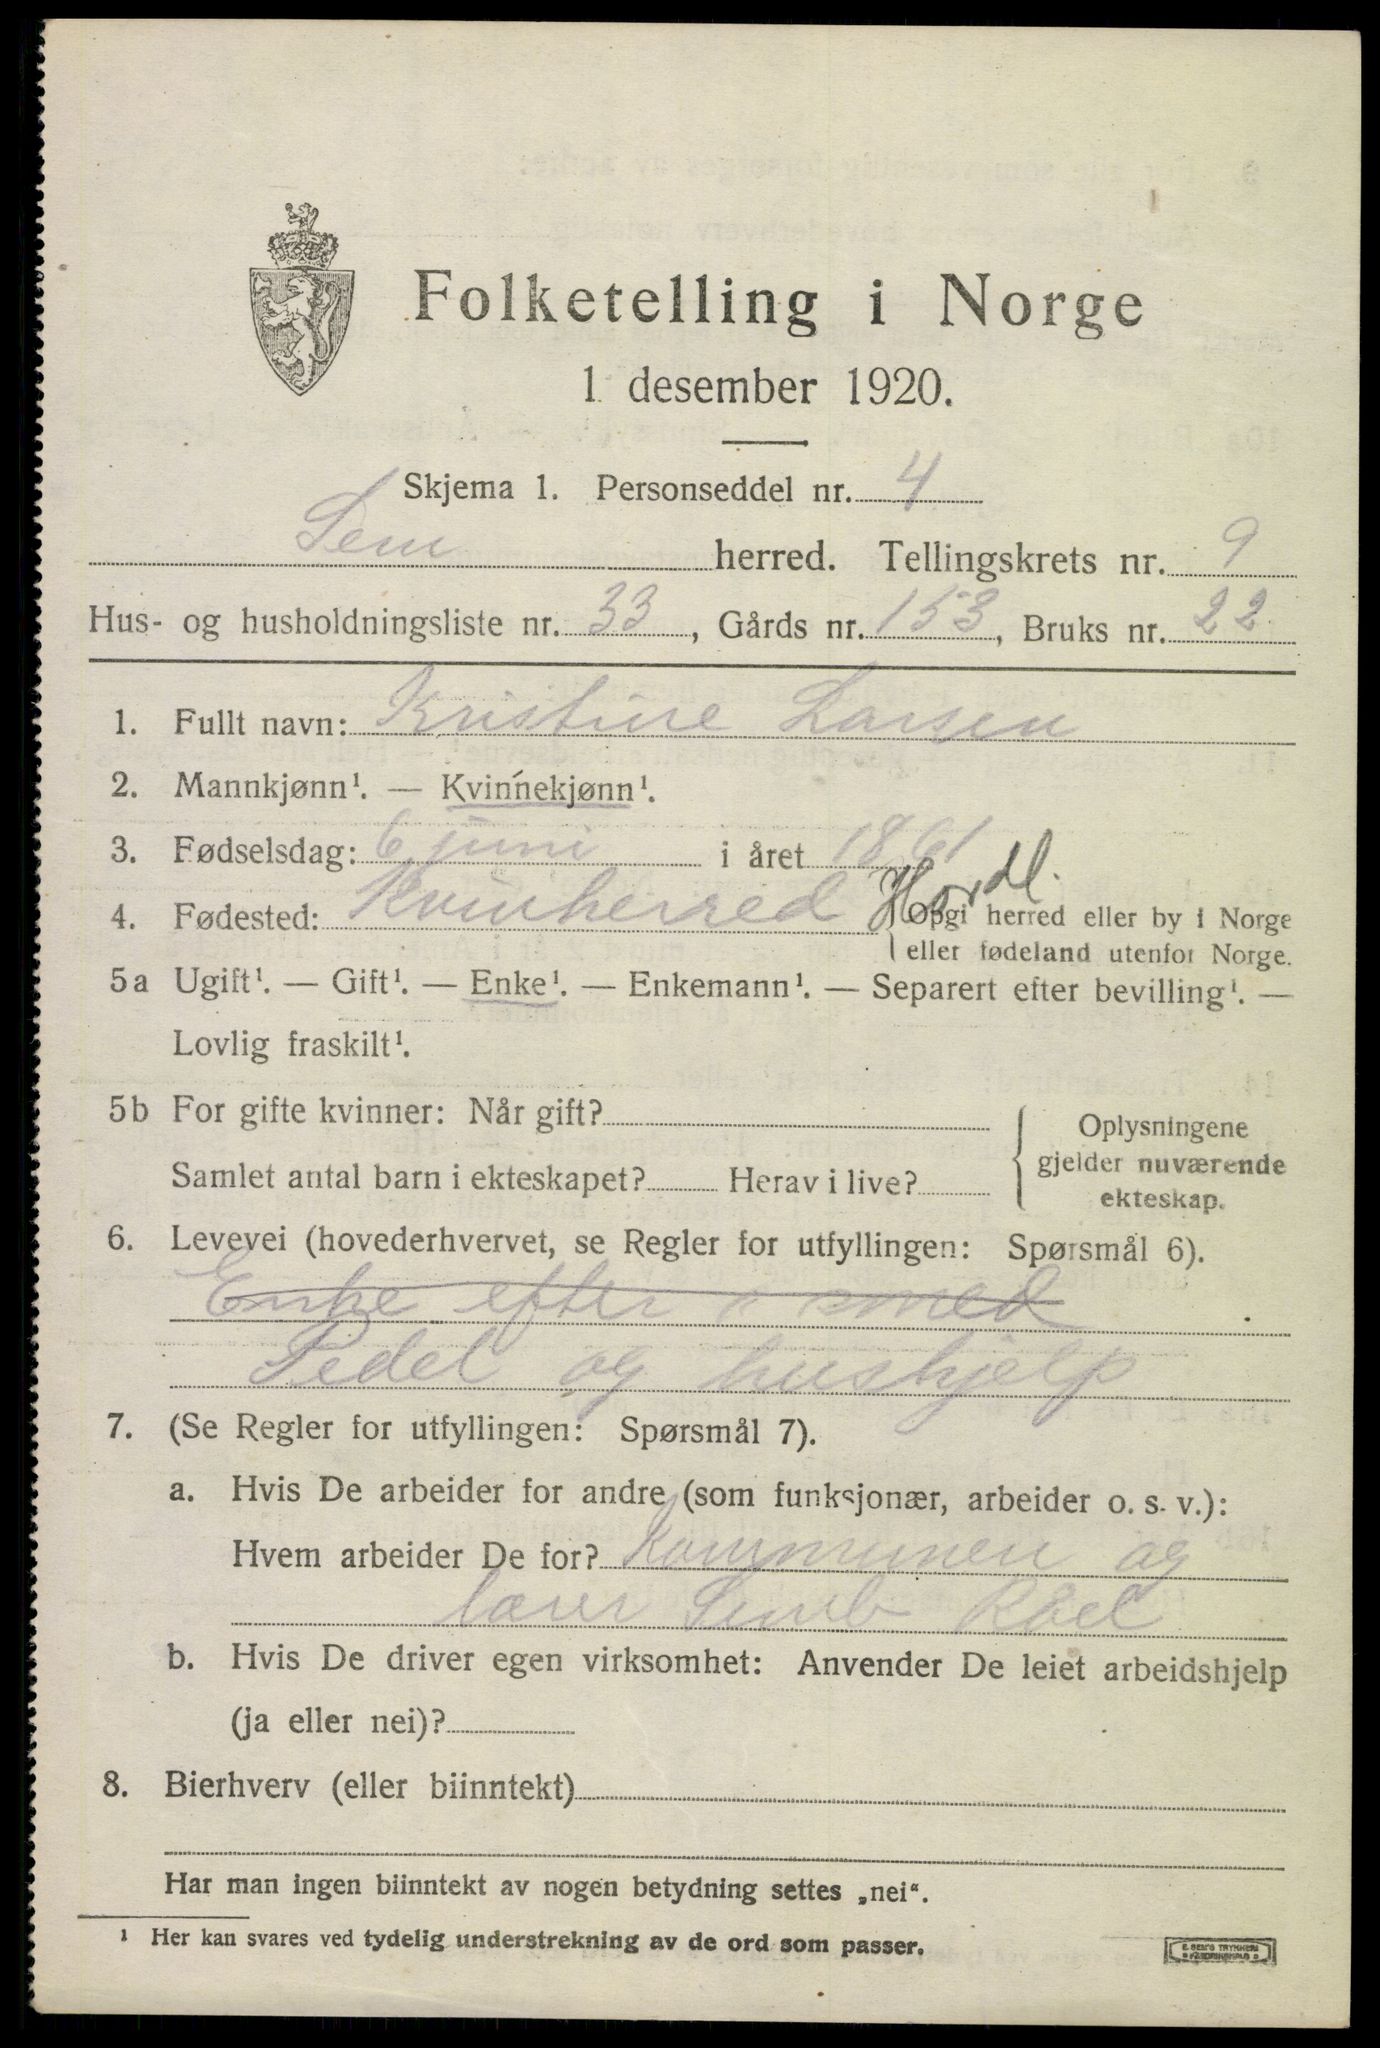 Folketelling i Norge
1 desember 1920.
Skjema 1. Personseddel nr. 4
Sem herred. Tellingskrets nr. 9
Hus- og husholdningsliste nr. 33, Gårds nr. 153, Bruks nr. 22
1. Fullt navn: Kristine Larsen
2. Mannkjønn¹. — Kvinnekjønn¹.
3. Fødselsdag: 6 juni i året 1861
4. Fødested: Kvinherred Hordl.
Opgi herred eller by i Norge
eller fødeland utenfor Norge.
5a Ugift¹. — Gift¹. — Enke¹. — Enkemann¹. — Separert efter bevilling¹. —
Lovlig fraskilt¹.
5b For gifte kvinner: Når gift?
Samlet antal barn i ekteskapet? Herav i live?
Oplysningene
gjelder nuværende
ekteskap.
6. Levevei (hovederhvervet, se Regler for utfyllingen: Spørsmål 6).
Enke efter smed
Pedel og hushjelp
7. (Se Regler for utfyllingen: Spørsmål 7).
a. Hvis De arbeider for andre (som funksjonær, arbeider o. s. v.):
Hvem arbeider De for? Kommunen og
lærer Råel
b. Hvis De driver egen virksomhet: Anvender De leiet arbeidshjelp
(ja eller nei)?
8. Bierhverv (eller biinntekt)
Har man ingen biinntekt av nogen betydning settes „nei“.
¹ Her kan svares ved tydelig understrekning av de ord som passer.